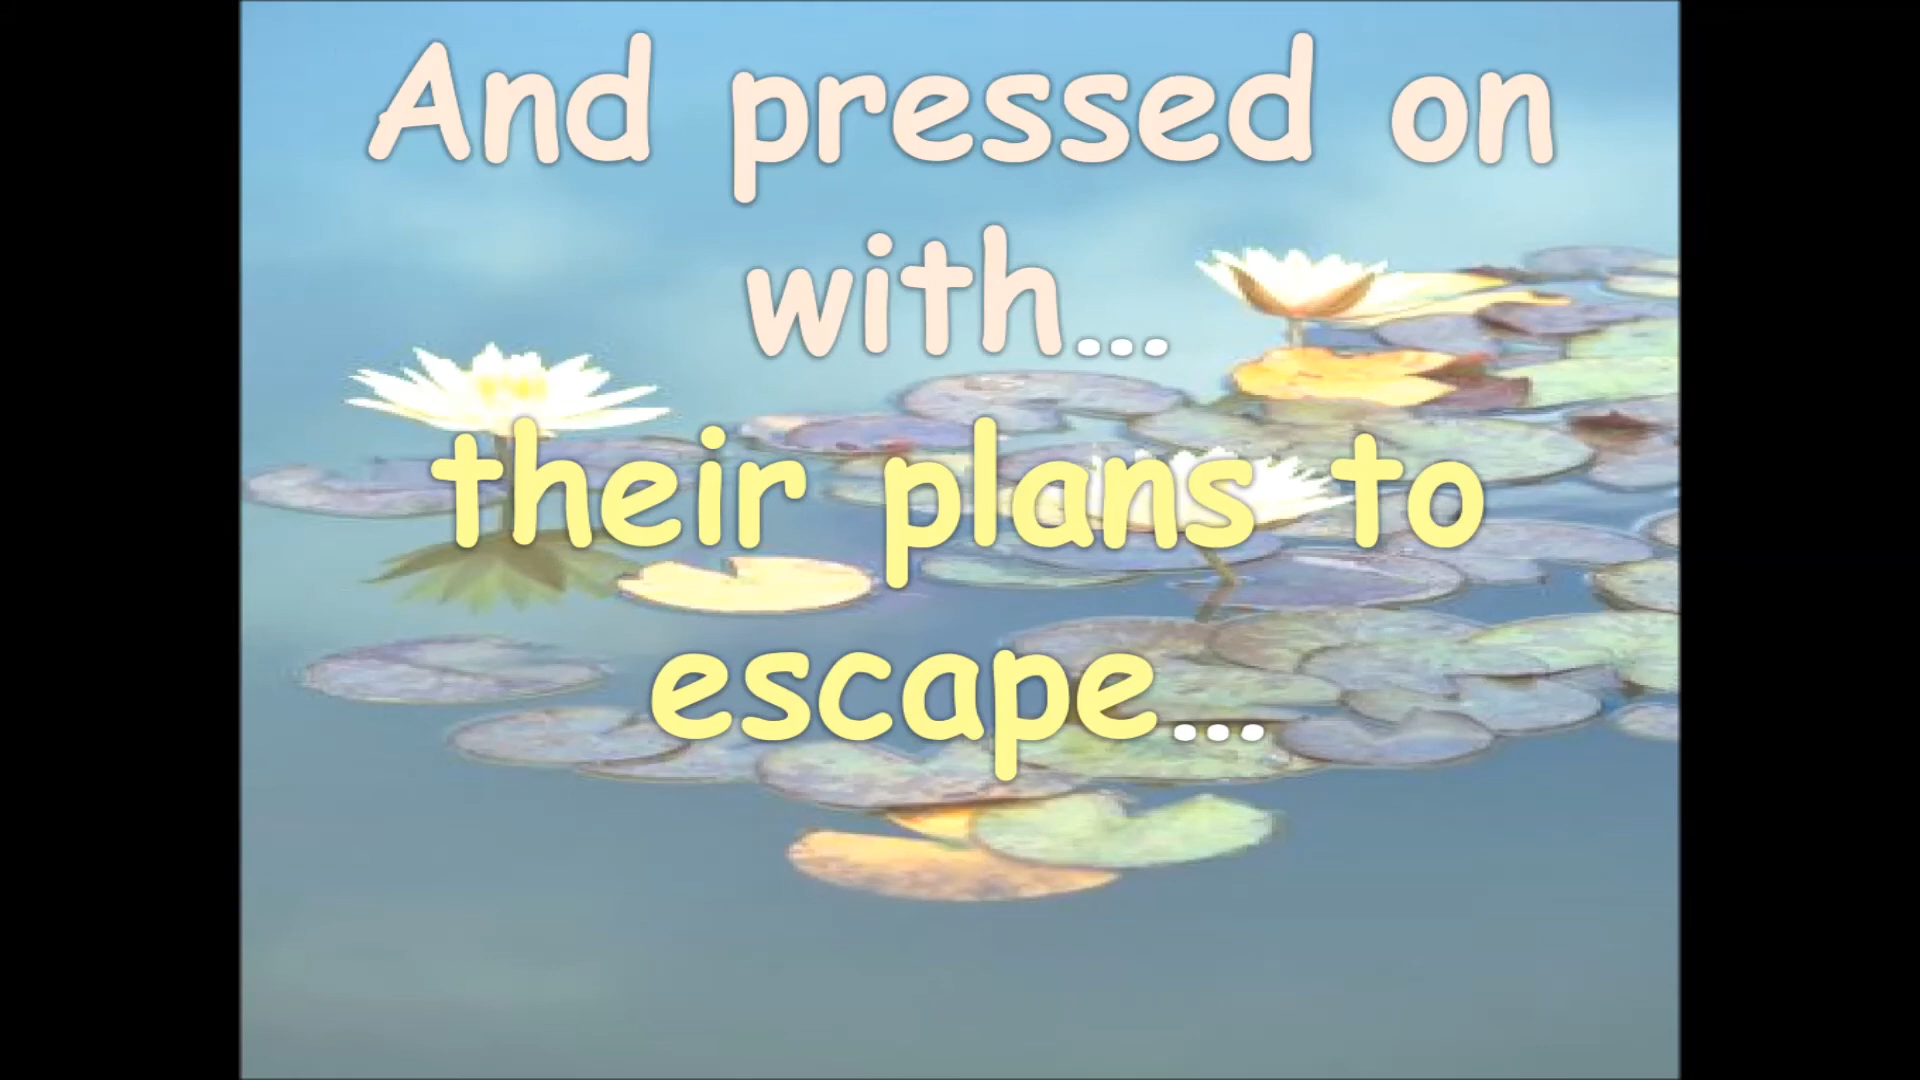 And pressed on
with...
their plans to
escape...